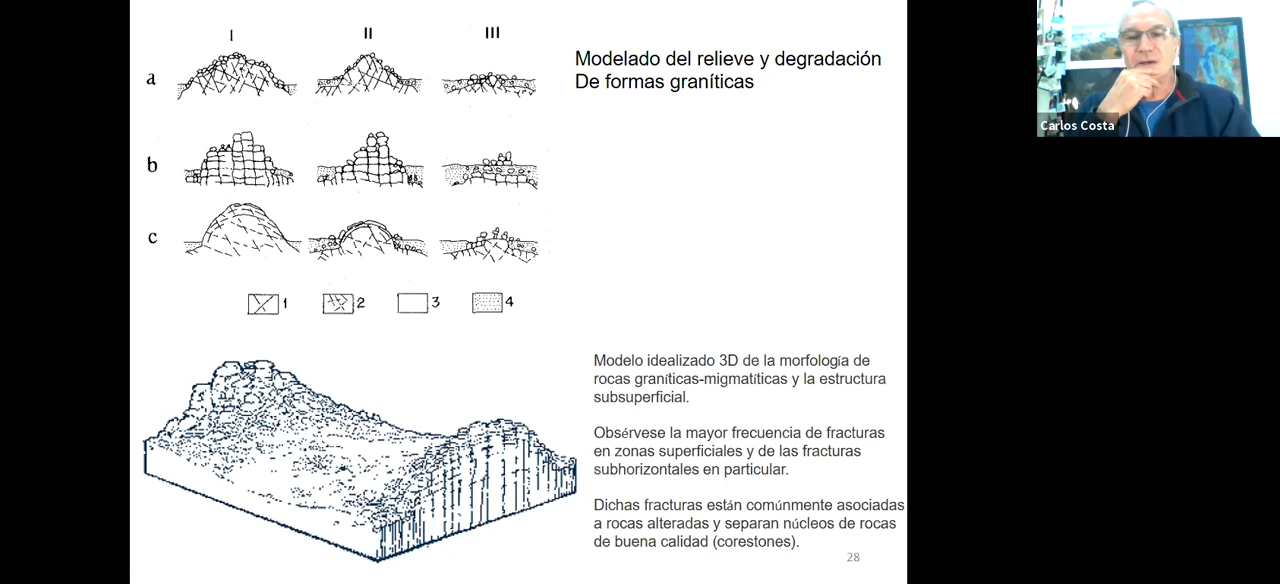 I II III
Modelado del relieve y degradación
De formas graníticas
a
b
c
1 2 3 4
Modelo idealizado 3D de la morfología de
rocas graníticas-migmatíticas y la estructura
subsuperficial.
Obsérvese la mayor frecuencia de fracturas
en zonas superficiales y de las fracturas
subhorizontales en particular.
Dichas fracturas están comúnmente asociadas
a rocas alteradas y separan núcleos de rocas
de buena calidad (corestones).
28
Carlos Costa